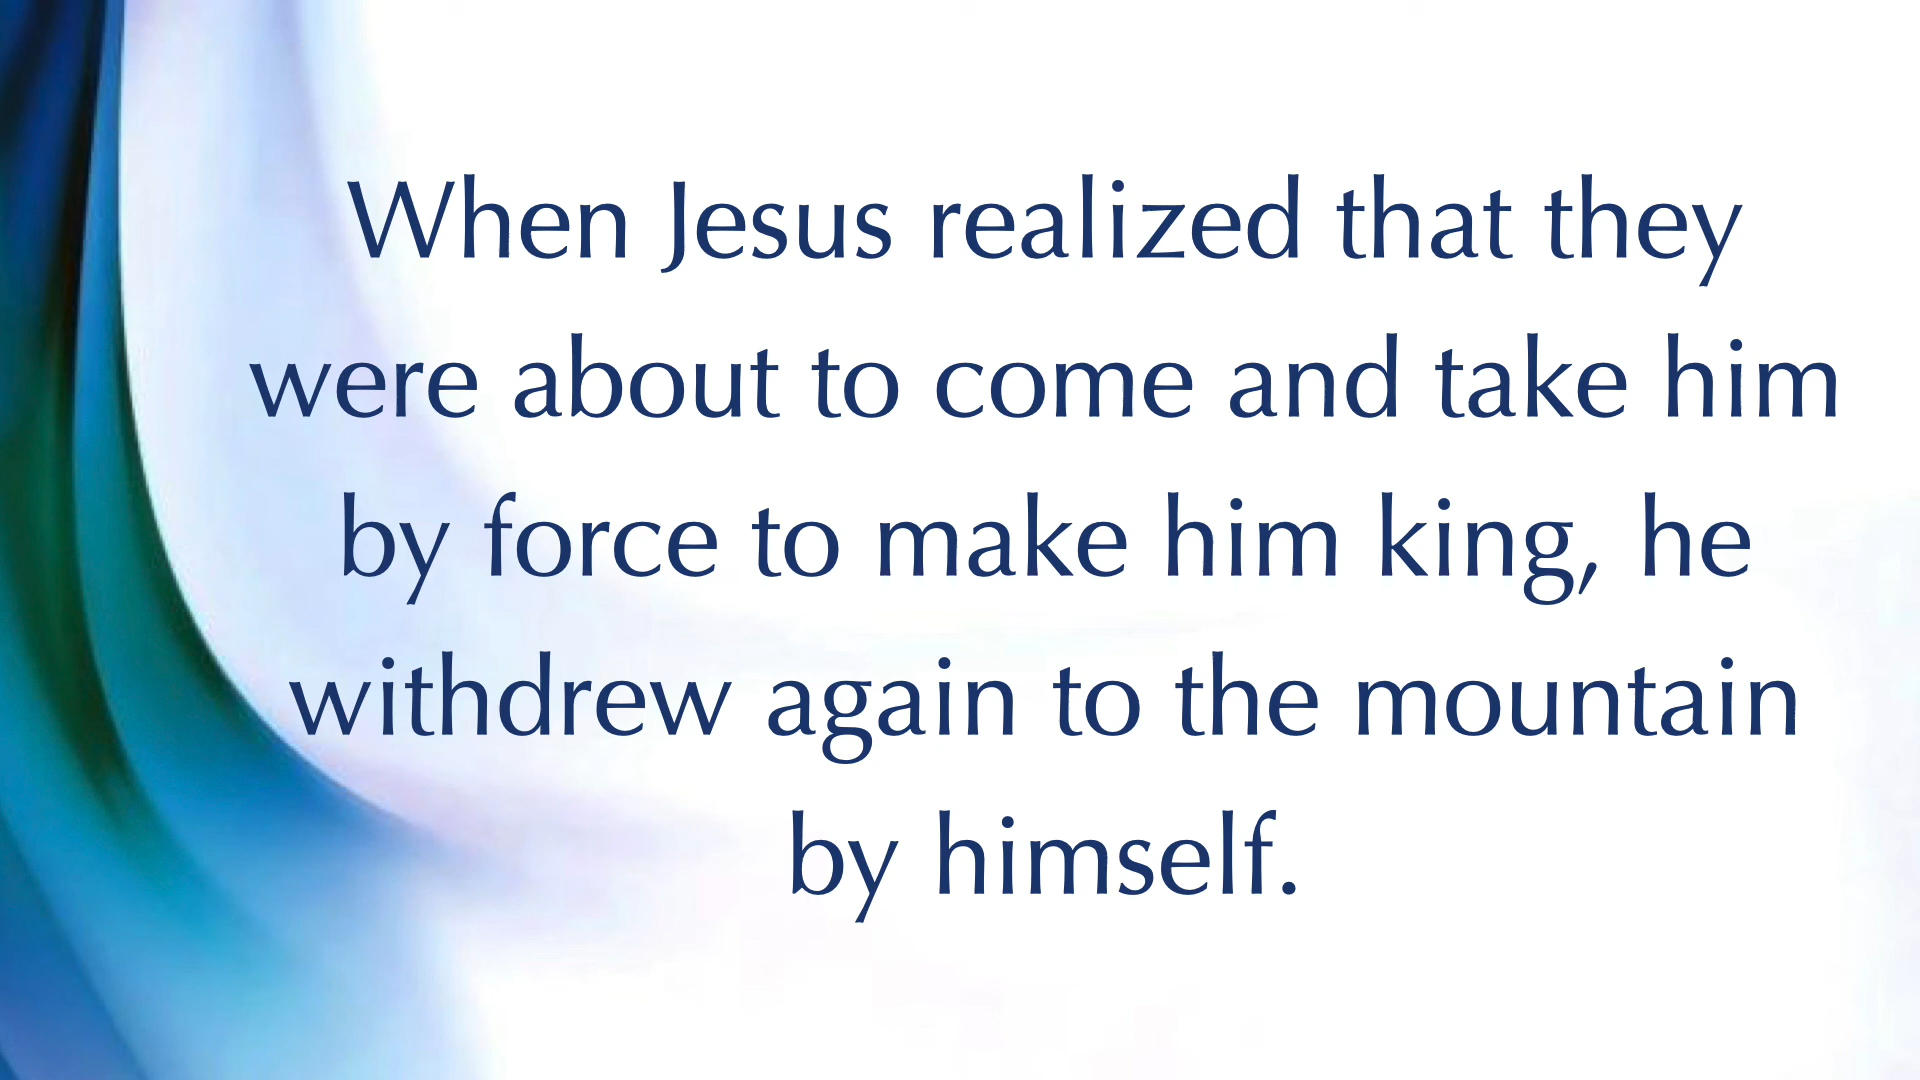 When Jesus realized that they
were about to come and take him
by force to make him king, he
withdrew again to the mountain
by himself.